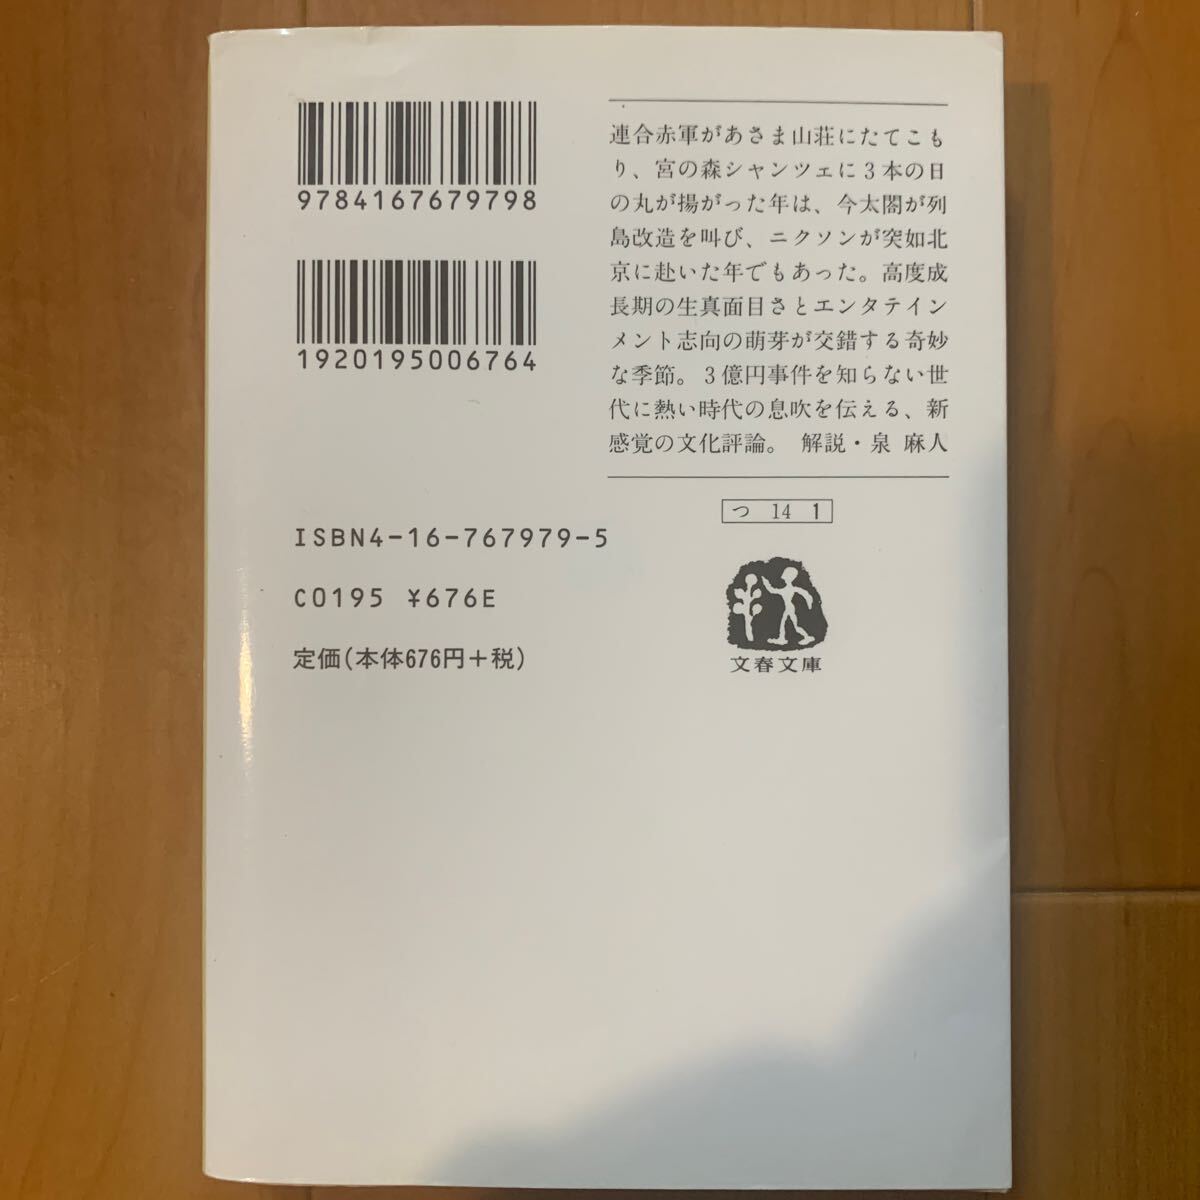 9784167679798
1920195006764
連合赤軍があさま山荘にたてこも
り、宮の森シャンツェに3本の日
の丸が揚がった年は、今太閤が列
島改造を叫び、ニクソンが突如北
京に赴いた年でもあった。高度成
長期の生真面目さとエンタテイン
メント志向の萌芽が交錯する奇妙
な季節。3億円事件を知らない世
代に熱い時代の息吹を伝える、新
感覚の文化評論。 解説・泉 麻人
つ 14 1
ISBN4-16-767979-5
C0195 ¥676E
定価(本体676円+税)
文春文庫